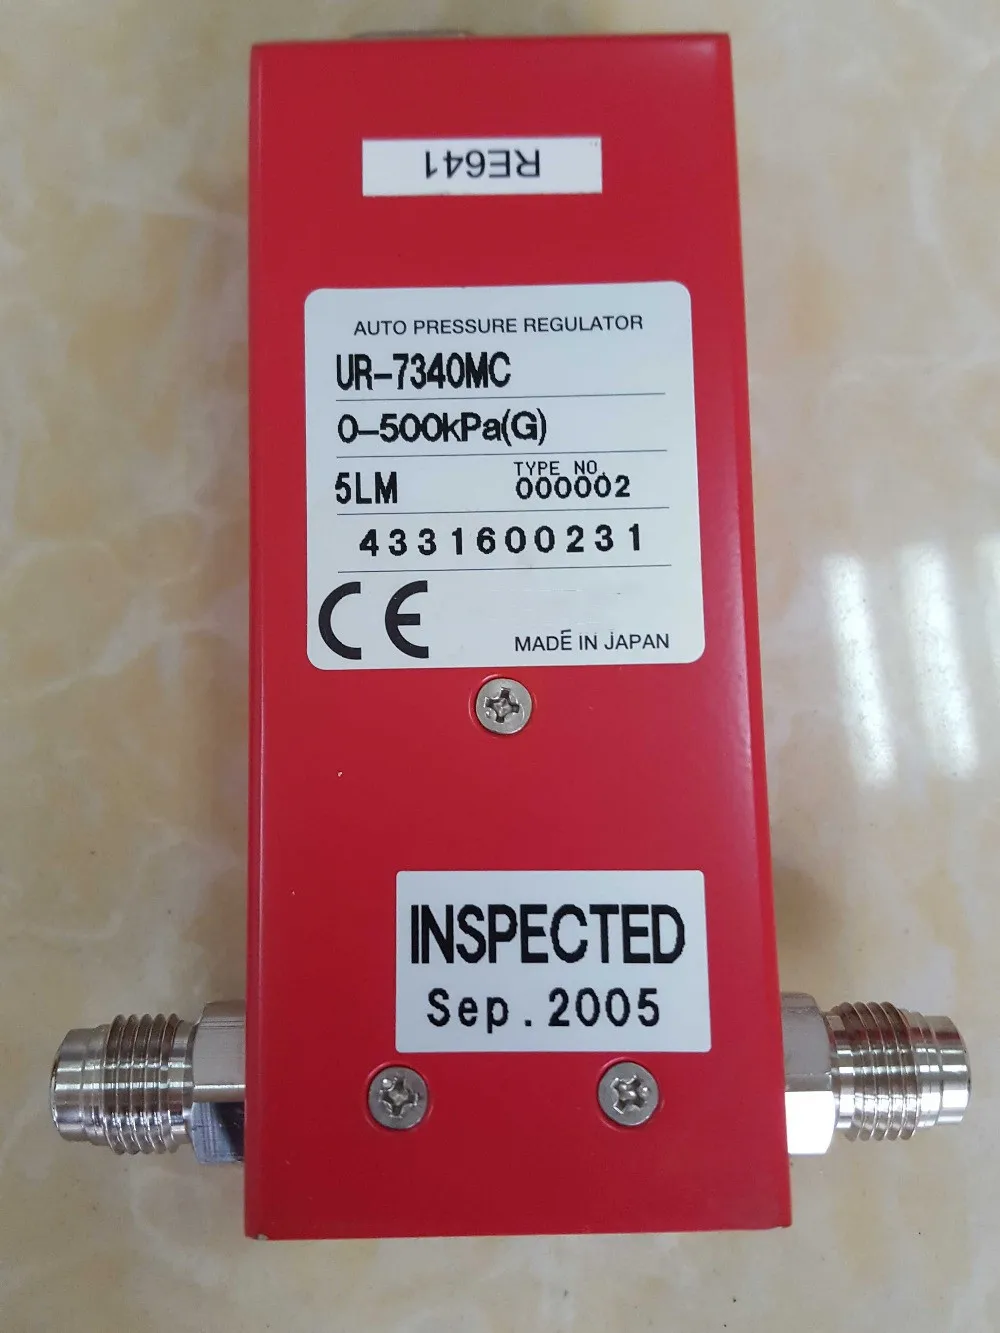 RE641
AUTO PRESSURE REGULATOR
UR-7340MC
0-500kPa(G)
5LM TYPE NO. 000002
4331600231
CE
MADE IN JAPAN
INSPECTED
Sep.2005